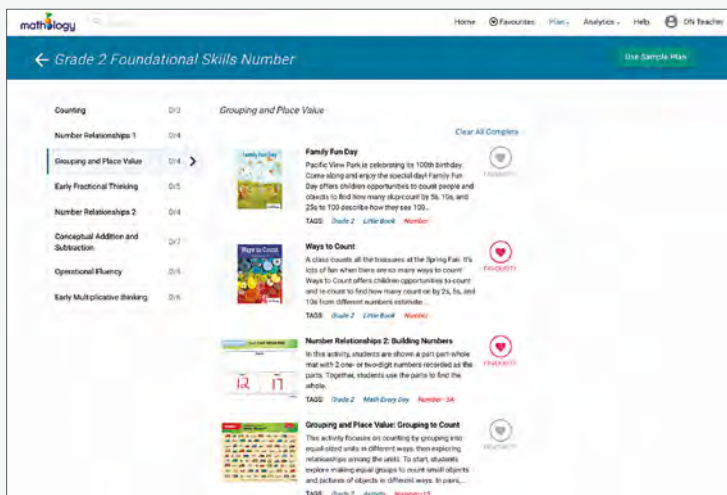 mathology
Home Favourites Plan Analytics Help DN Teacher
Grade 2 Foundational Skills Number
Use Sample Plan
Counting 0/3
Number Relationships 1 0/4
Grouping and Place Value 0/4
Early Fractional Thinking 0/5
Number Relationships 2 0/4
Conceptual Addition and
Subtraction 0/7
Operational Fluency
Early Multiplicative thinking 0/6
Grouping and Place Value
Clear All Complete
Family Fun Day
Family Fun Day
Pacific View Park is celebrating its 100th birthday.
Come along and enjoy the special day! Family Fun
Day offers children opportunities to count people and
objects to find how many skip-count by 5s, 10s, and
25s to 100 describe how they see 100...
TAGS: Grade 2 Little Book Number
FAVOURITE
Ways to Count
Ways to Count
A class counts all the treasures at the Spring Fair. It's
lots of fun when there are so many ways to count!
Ways to Count offers children opportunities to count
and re-count to find how many count on by 2s, 5s, and
10s from different numbers estimate...
TAGS: Grade 2 Little Book Number
FAVOURITE
12 17
Number Relationships 2: Building Numbers
In this activity, students are shown a part-part-whole
mat with 2 one- or two-digit numbers recorded as the
parts. Together, students use the parts to find the
whole.
TAGS: Grade 2 Math Every Day Number-3A
FAVOURITE
Grouping and Place Value: Grouping to Count
This activity focuses on counting by grouping into
equal-sized units in different ways, then exploring
relationships among the units. To start, students
explore making equal groups to count small objects
and pictures of objects in different ways. In pairs,...
TAGS: Grade 2 Activity
FAVOURITE